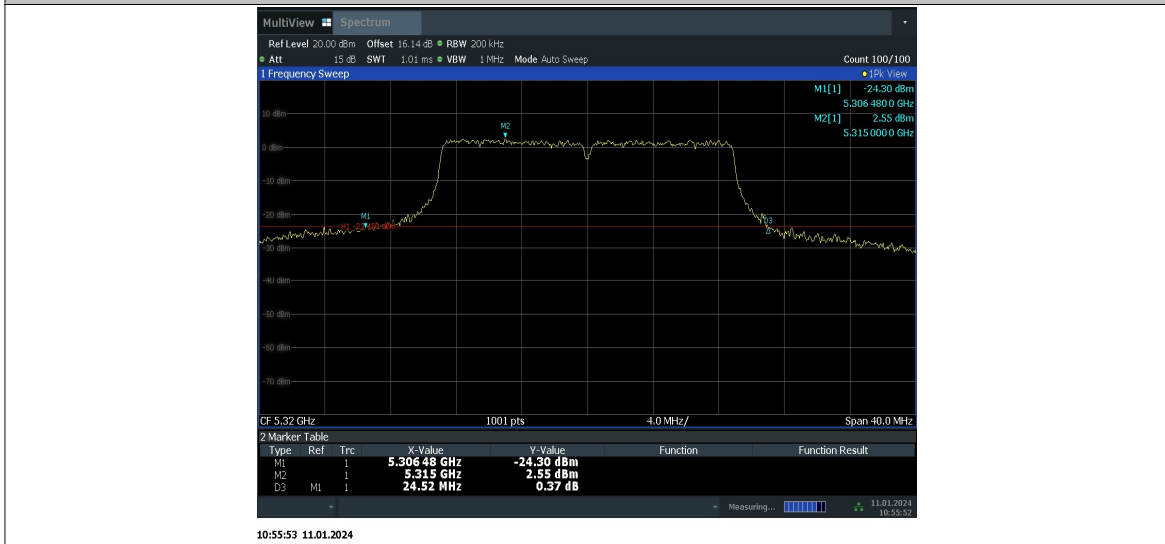 MultiView Spectrum
Ref Level 20.00 dBm Offset 16.14 dB RBW 200 kHz
Att 15 dB SWT 1.01 ms VBW 1 MHz Mode Auto Sweep Count 100/100
1 Frequency Sweep 1Pk View
M1[1] -24.30 dBm
5.306 480 0 GHz
M2[1] 2.55 dBm
5.315 000 0 GHz
10 dBm
M2
0 dBm
-10 dBm
-20 dBm
M1
D3
-30 dBm
-40 dBm
-50 dBm
-60 dBm
-70 dBm
CF 5.32 GHz 1001 pts 4.0 MHz/ Span 40.0 MHz
2 Marker Table
Type Ref Trc X-Value Y-Value Function Function Result
M1 1 5.306 48 GHz -24.30 dBm
M2 1 5.315 GHz 2.55 dBm
D3 M1 1 24.52 MHz 0.37 dB
Measuring... 11.01.2024
10:55:52
10:55:53 11.01.2024